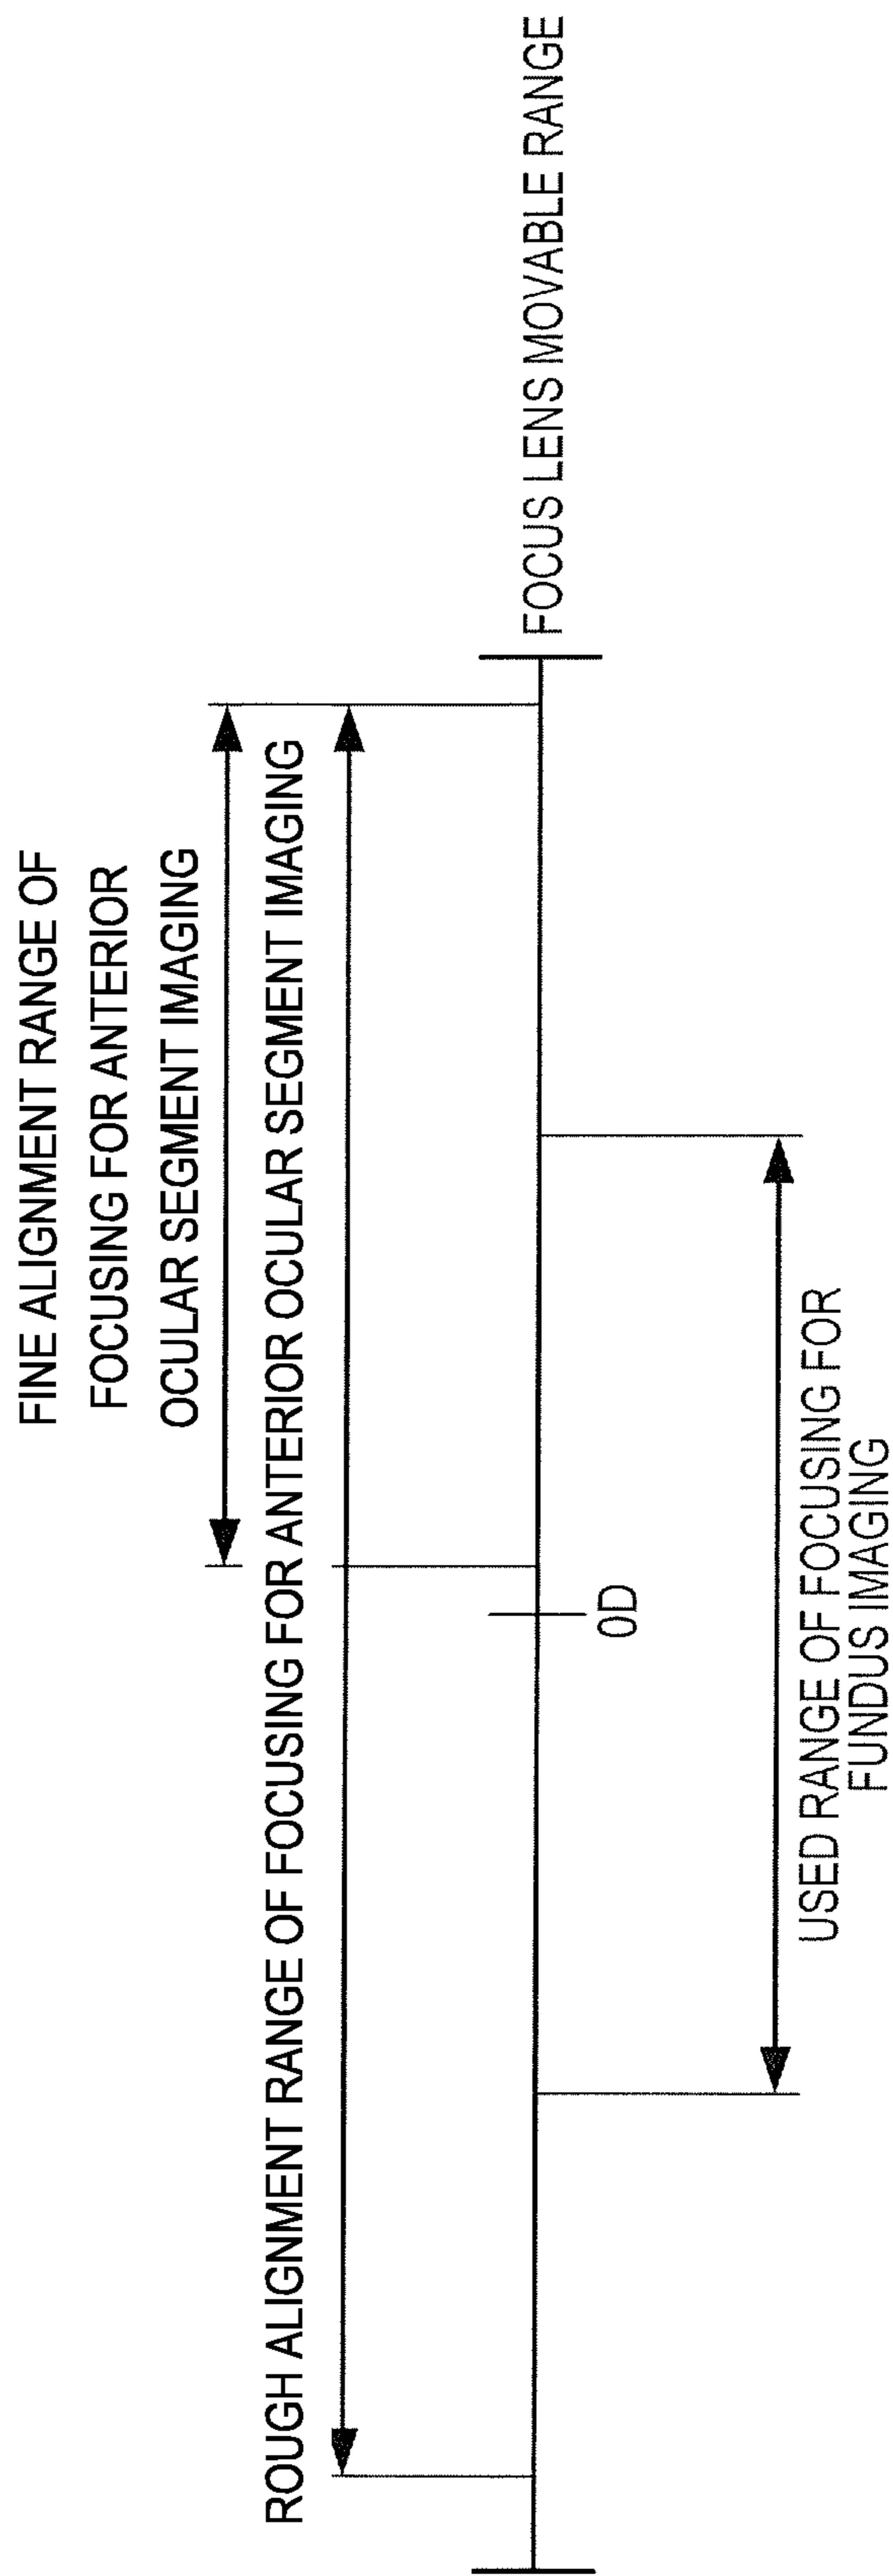 FINE ALIGNMENT RANGE OF
FOCUSING FOR ANTERIOR
OCULAR SEGMENT IMAGING
ROUGH ALIGNMENT RANGE OF FOCUSING FOR ANTERIOR OCULAR SEGMENT IMAGING
FOCUS LENS MOVABLE RANGE
0D
USED RANGE OF FOCUSING FOR
FUNDUS IMAGING